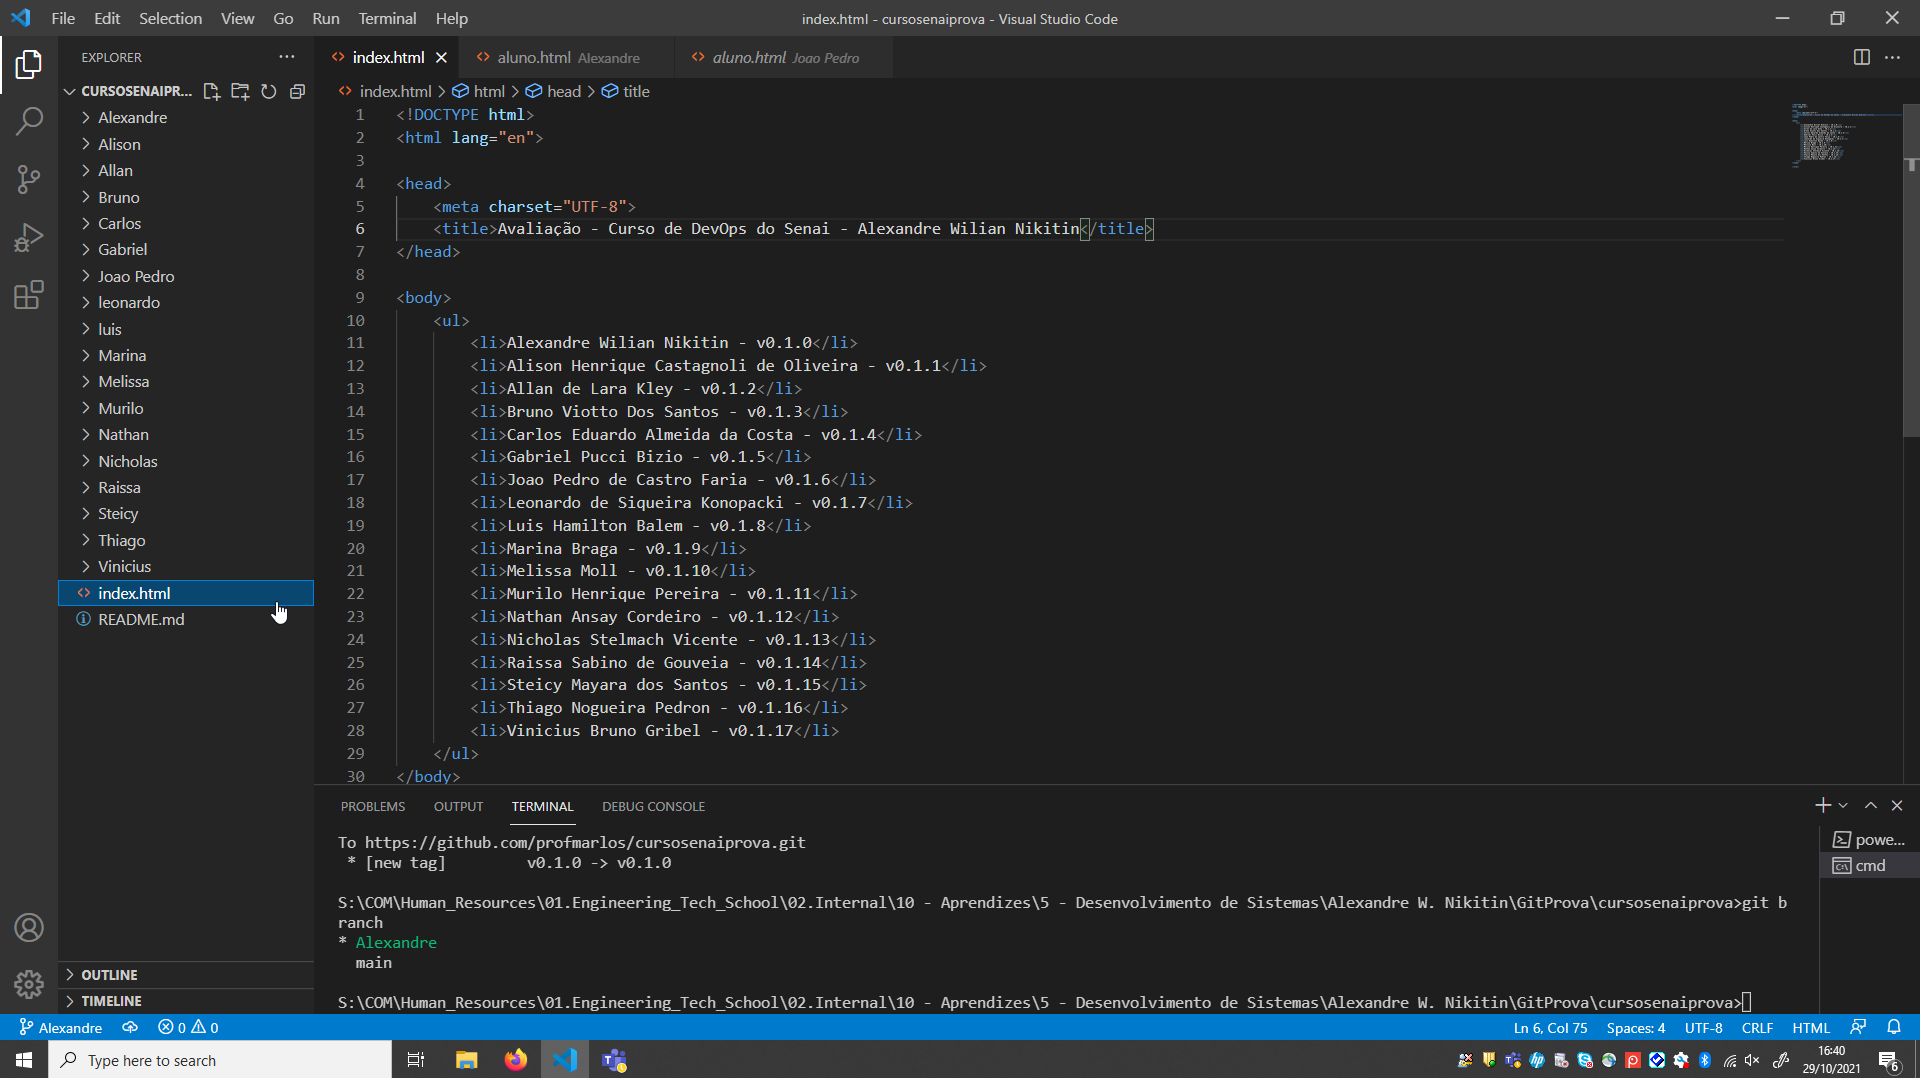 File Edit Selection View Go Run Terminal Help
index.html - cursosenaiprova - Visual Studio Code
EXPLORER
index.html
aluno.html Alexandre
aluno.html Joao Pedro
CURSOSENAIPR...
index.html > html > head > title
Alexandre
Alison
Allan
Bruno
Carlos
Gabriel
Joao Pedro
leonardo
luis
Marina
Melissa
Murilo
Nathan
Nicholas
Raissa
Steicy
Thiago
Vinicius
index.html
README.md
OUTLINE
TIMELINE
1 <!DOCTYPE html>
2 <html lang="en">
3
4 <head>
5 <meta charset="UTF-8">
6 <title>Avaliação - Curso de DevOps do Senai - Alexandre Wilian Nikitin</title>
7 </head>
8
9 <body>
10 <ul>
11 <li>Alexandre Wilian Nikitin - v0.1.0</li>
12 <li>Alison Henrique Castagnoli de Oliveira - v0.1.1</li>
13 <li>Allan de Lara Kley - v0.1.2</li>
14 <li>Bruno Viotto Dos Santos - v0.1.3</li>
15 <li>Carlos Eduardo Almeida da Costa - v0.1.4</li>
16 <li>Gabriel Pucci Bizio - v0.1.5</li>
17 <li>Joao Pedro de Castro Faria - v0.1.6</li>
18 <li>Leonardo de Siqueira Konopacki - v0.1.7</li>
19 <li>Luis Hamilton Balem - v0.1.8</li>
20 <li>Marina Braga - v0.1.9</li>
21 <li>Melissa Moll - v0.1.10</li>
22 <li>Murilo Henrique Pereira - v0.1.11</li>
23 <li>Nathan Ansay Cordeiro - v0.1.12</li>
24 <li>Nicholas Stelmach Vicente - v0.1.13</li>
25 <li>Raissa Sabino de Gouveia - v0.1.14</li>
26 <li>Steicy Mayara dos Santos - v0.1.15</li>
27 <li>Thiago Nogueira Pedron - v0.1.16</li>
28 <li>Vinicius Bruno Gribel - v0.1.17</li>
29 </ul>
30 </body>
PROBLEMS OUTPUT TERMINAL DEBUG CONSOLE
To https://github.com/profmarlos/cursosenaiprova.git
* [new tag] v0.1.0 -> v0.1.0
S:\COM\Human_Resources\01.Engineering_Tech_School\02.Internal\10 - Aprendizes\5 - Desenvolvimento de Sistemas\Alexandre W. Nikitin\GitProva\cursosenaiprova>git b
ranch
* Alexandre
main
S:\COM\Human_Resources\01.Engineering_Tech_School\02.Internal\10 - Aprendizes\5 - Desenvolvimento de Sistemas\Alexandre W. Nikitin\GitProva\cursosenaiprova>
powe...
cmd
Alexandre 0 0
Ln 6, Col 75 Spaces: 4 UTF-8 CRLF HTML
Type here to search
16:40
29/10/2021
6